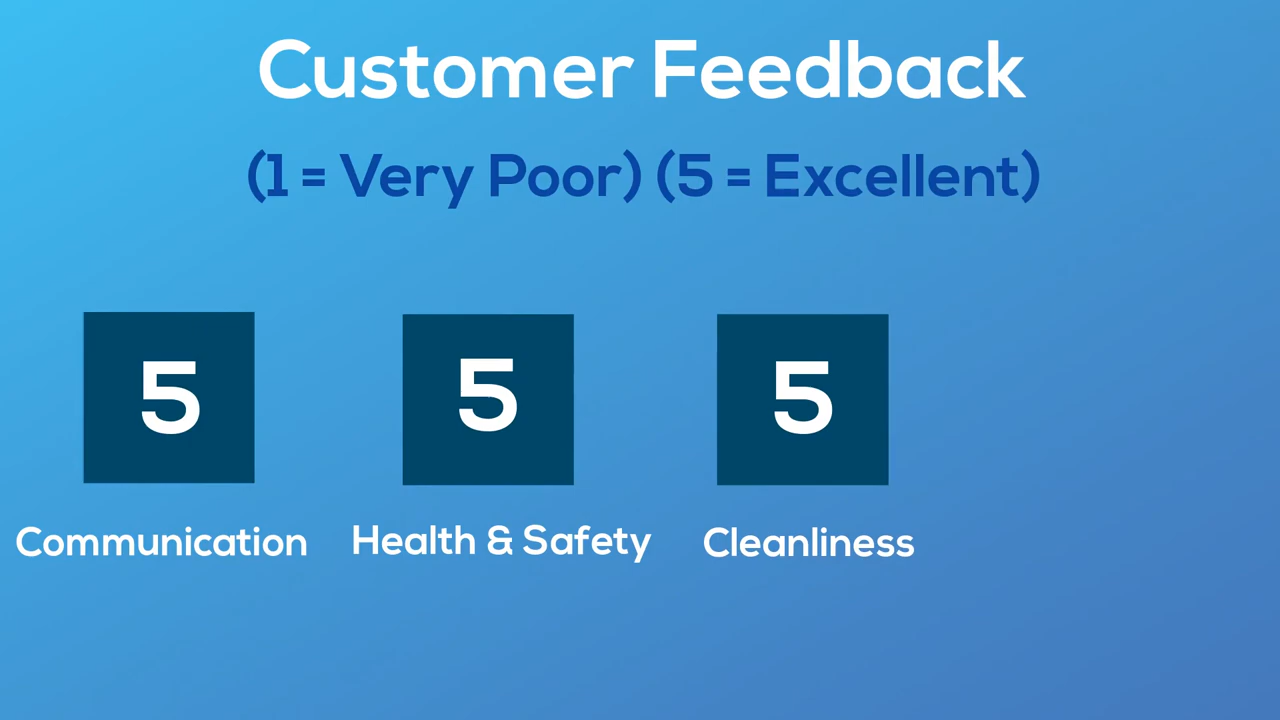 Customer Feedback
(1 = Very Poor) (5 = Excellent)
5 5 5
Communication Health & Safety Cleanliness